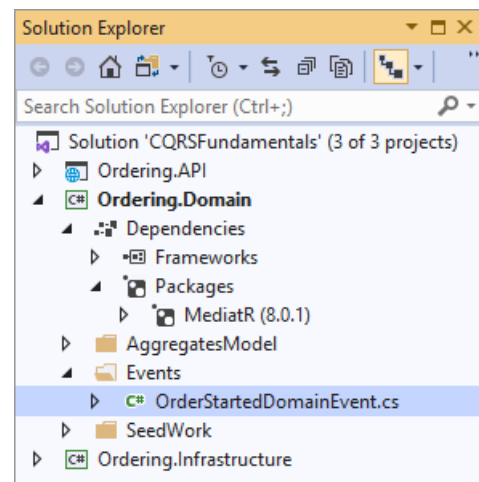 Solution Explorer
Search Solution Explorer (Ctrl+;)
Solution 'CQRSFundamentals' (3 of 3 projects)
Ordering.API
C# Ordering.Domain
Dependencies
Frameworks
Packages
MediatR (8.0.1)
AggregatesModel
Events
C# OrderStartedDomainEvent.cs
SeedWork
C# Ordering.Infrastructure